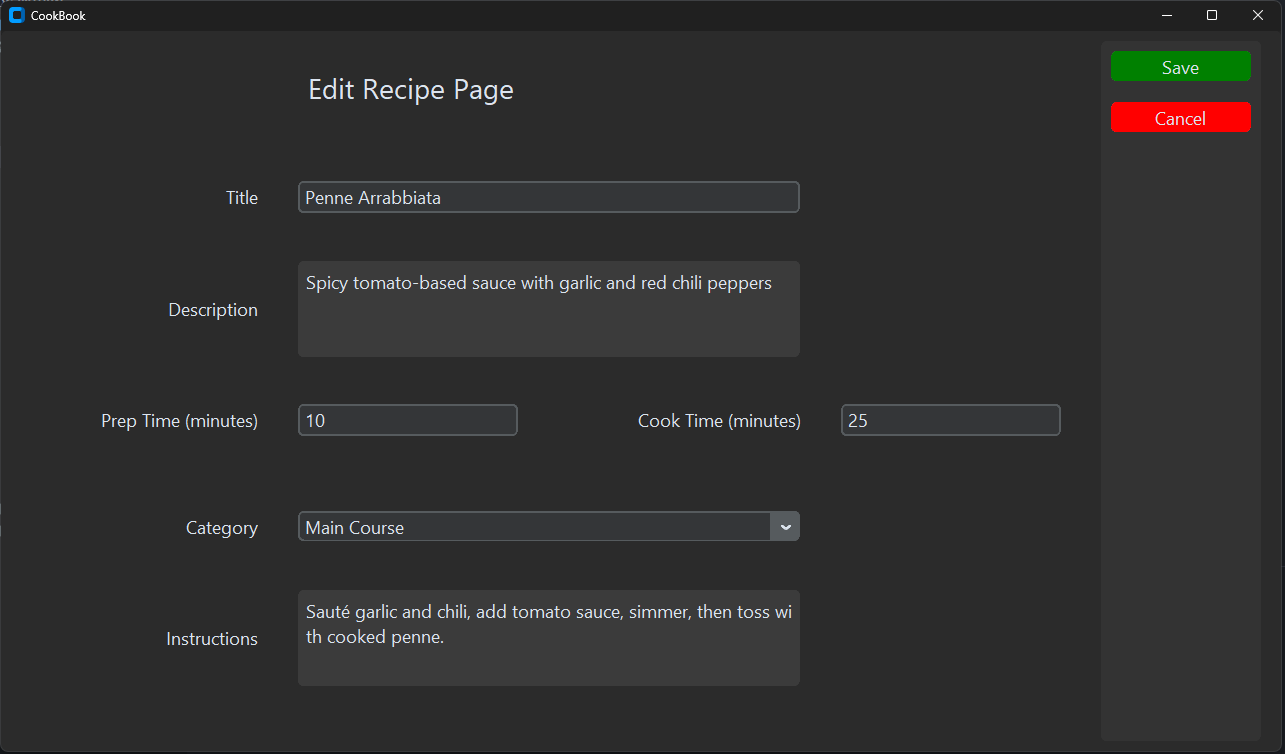 CookBook
Edit Recipe Page
Save
Cancel
Title
Penne Arrabbiata
Description
Spicy tomato-based sauce with garlic and red chili peppers
Prep Time (minutes)
10
Cook Time (minutes)
25
Category
Main Course
Instructions
Sauté garlic and chili, add tomato sauce, simmer, then toss wi
th cooked penne.